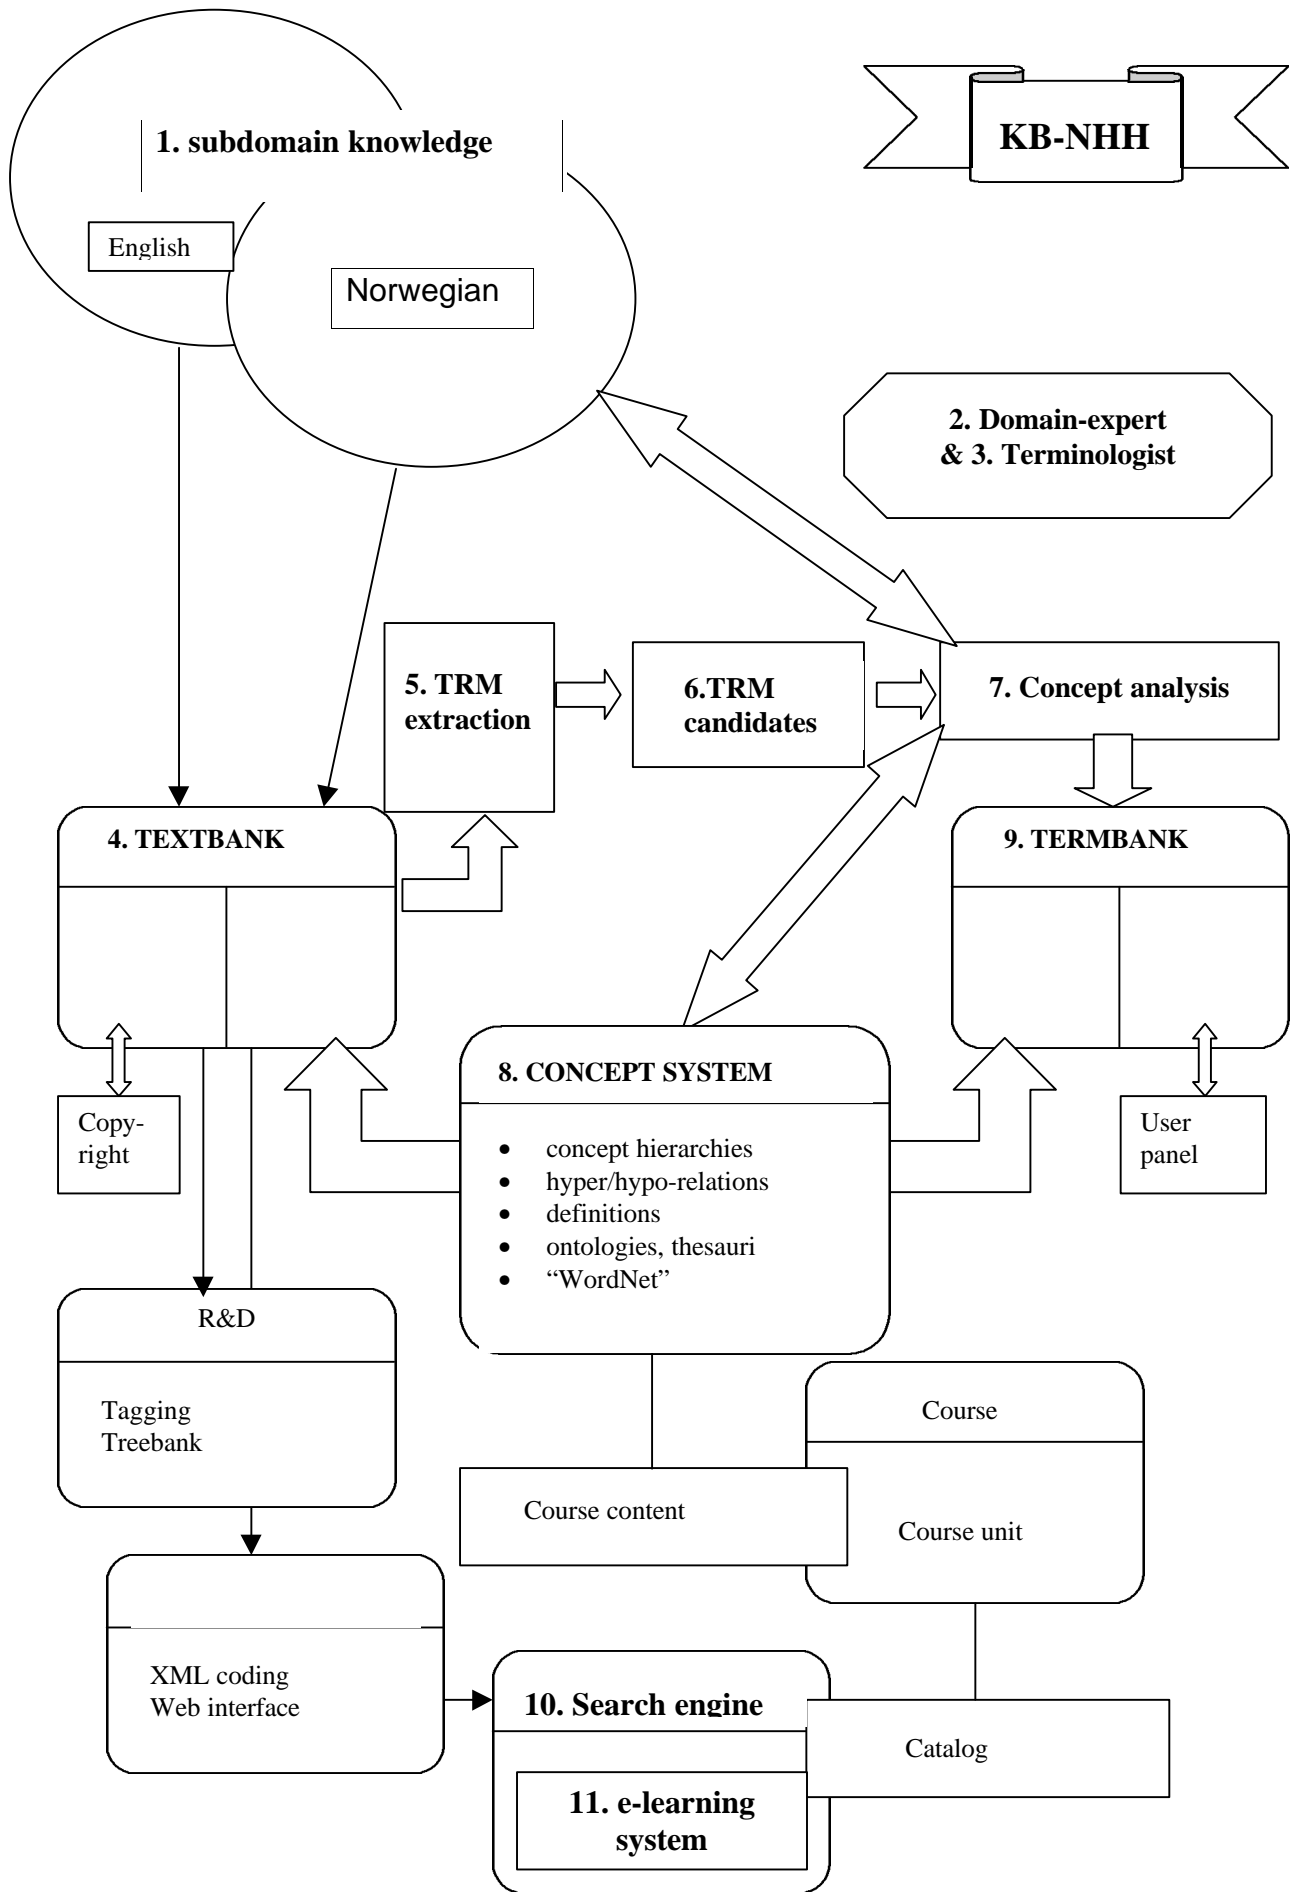 1. subdomain knowledge
KB-NHH
English
Norwegian
2. Domain-expert
& 3. Terminologist
5. TRM
extraction
6.TRM
candidates
7. Concept analysis
4. TEXTBANK
9. TERMBANK
8. CONCEPT SYSTEM
• concept hierarchies
• hyper/hypo-relations
• definitions
• ontologies, thesauri
• “WordNet”
Copy-
right
User
panel
R&D
Tagging
Treebank
Course
Course content
Course unit
XML coding
Web interface
10. Search engine
Catalog
11. e-learning
system